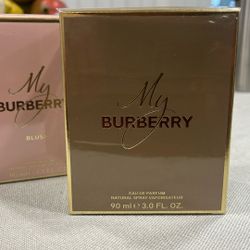 My
BURBERRY
BLUSH
My
BURBERRY
EAU DE PARFUM
NATURAL SPRAY VAPORISATEUR
90 ml ℮ 3.0 FL. OZ.